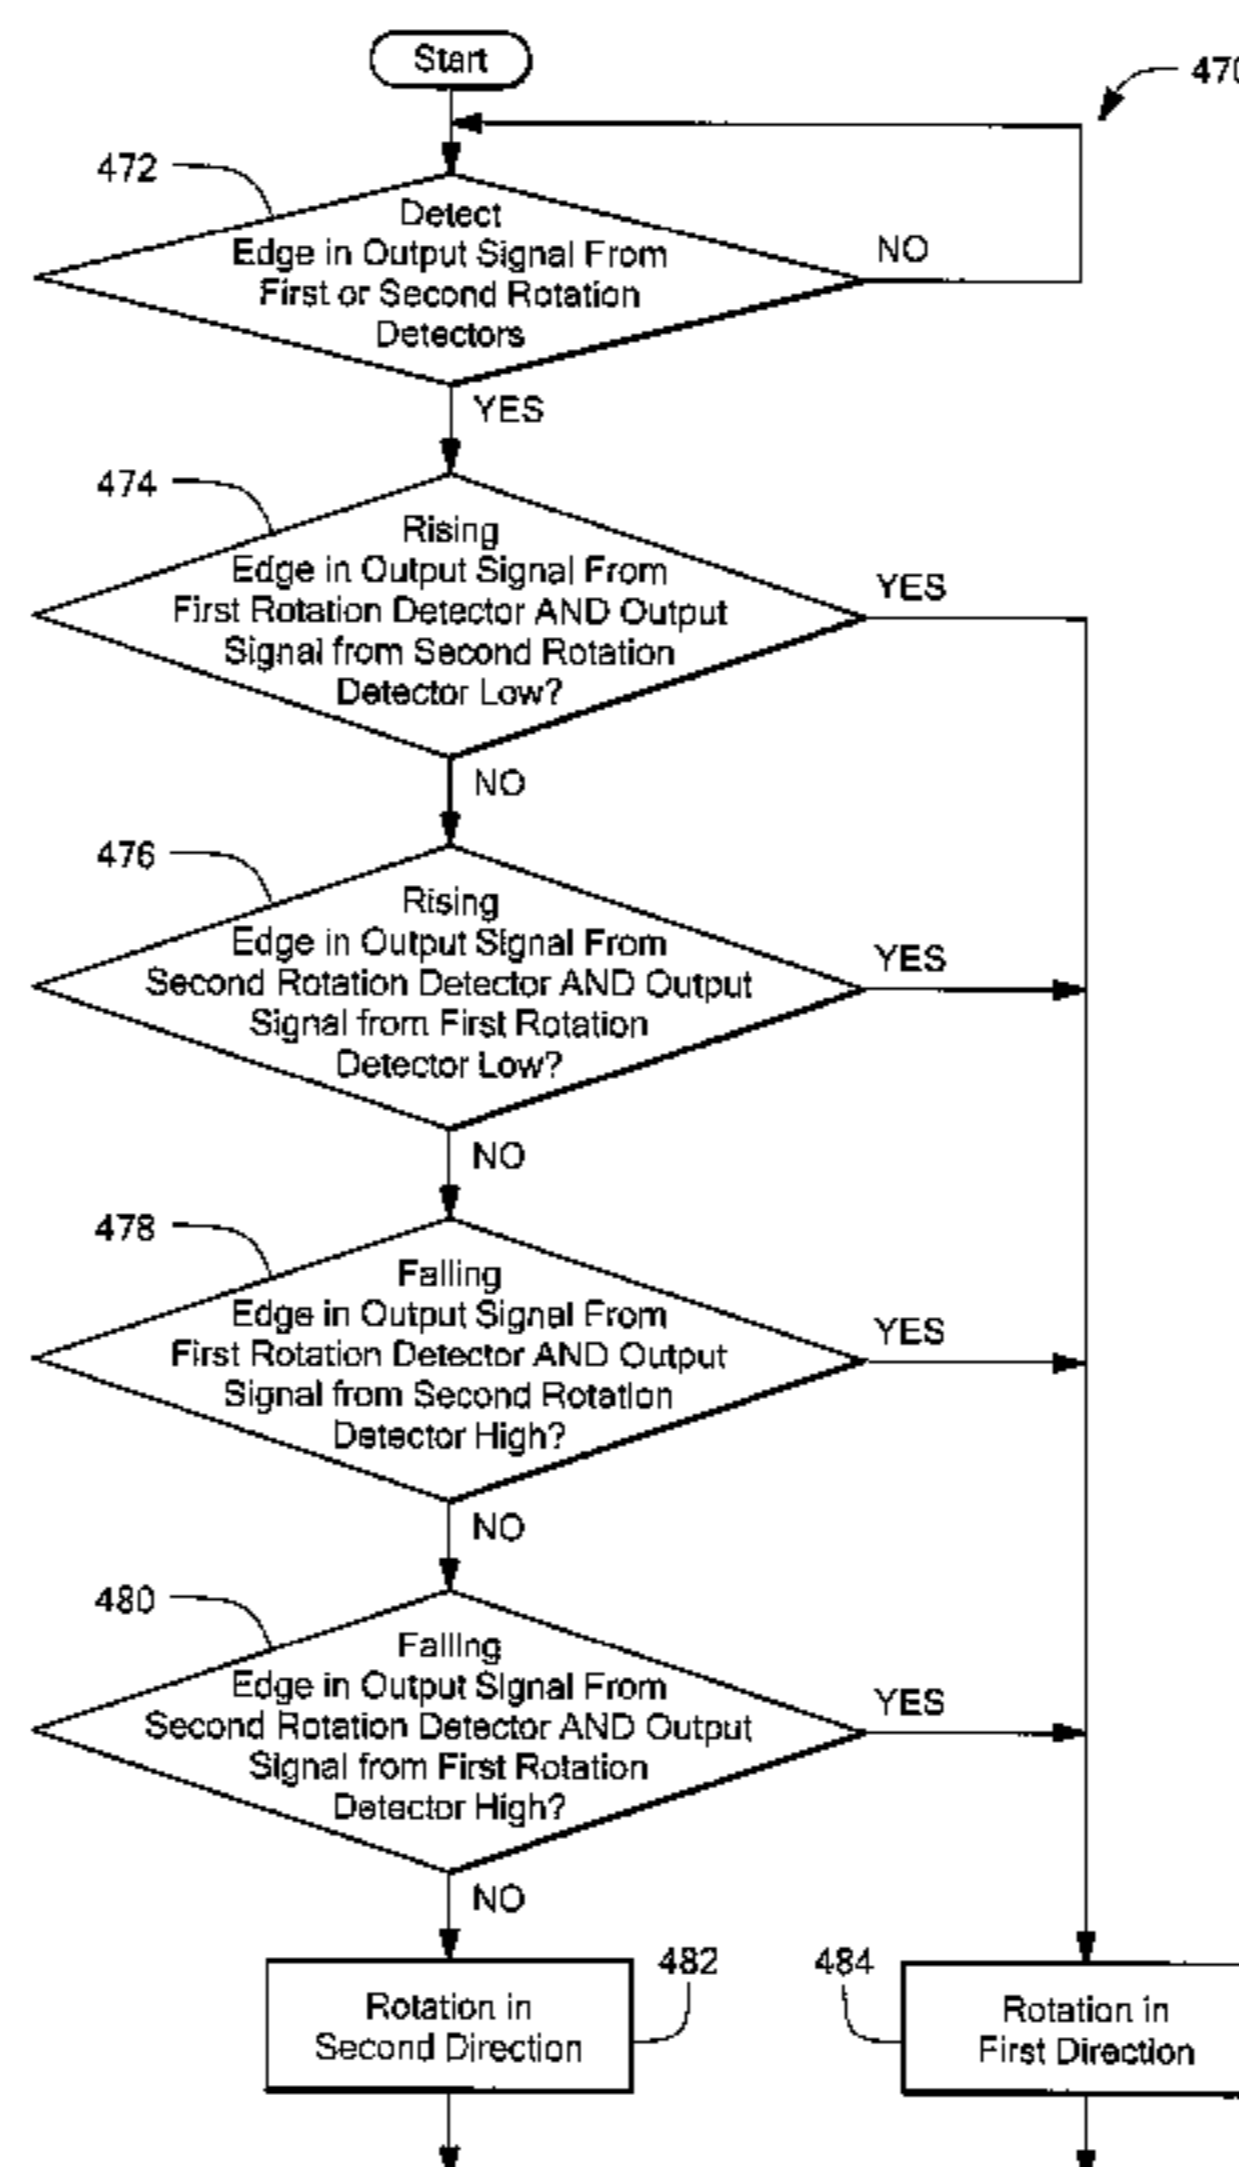 Start
470
472
Detect
Edge in Output Signal From
First or Second Rotation
Detectors
NO
YES
474
Rising
Edge in Output Signal From
First Rotation Detector AND Output
Signal from Second Rotation
Detector Low?
YES
NO
476
Rising
Edge in Output Signal From
Second Rotation Detector AND Output
Signal from First Rotation
Detector Low?
YES
NO
478
Falling
Edge in Output Signal From
First Rotation Detector AND Output
Signal from Second Rotation
Detector High?
YES
NO
480
Falling
Edge in Output Signal From
Second Rotation Detector AND Output
Signal from First Rotation
Detector High?
YES
NO
482
Rotation in
Second Direction
484
Rotation in
First Direction